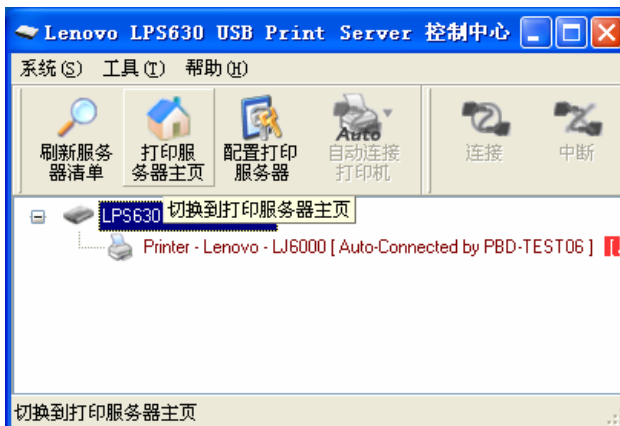 Lenovo LPS630 USB Print Server 控制中心
系统(S) 工具(T) 帮助(H)
刷新服务器清单
打印服务器主页
配置打印服务器
Auto
自动连接打印机
连接
中断
LPS630
切换到打印服务器主页
Printer - Lenovo - LJ6000 [ Auto-Connected by PBD-TEST06 ]
切换到打印服务器主页